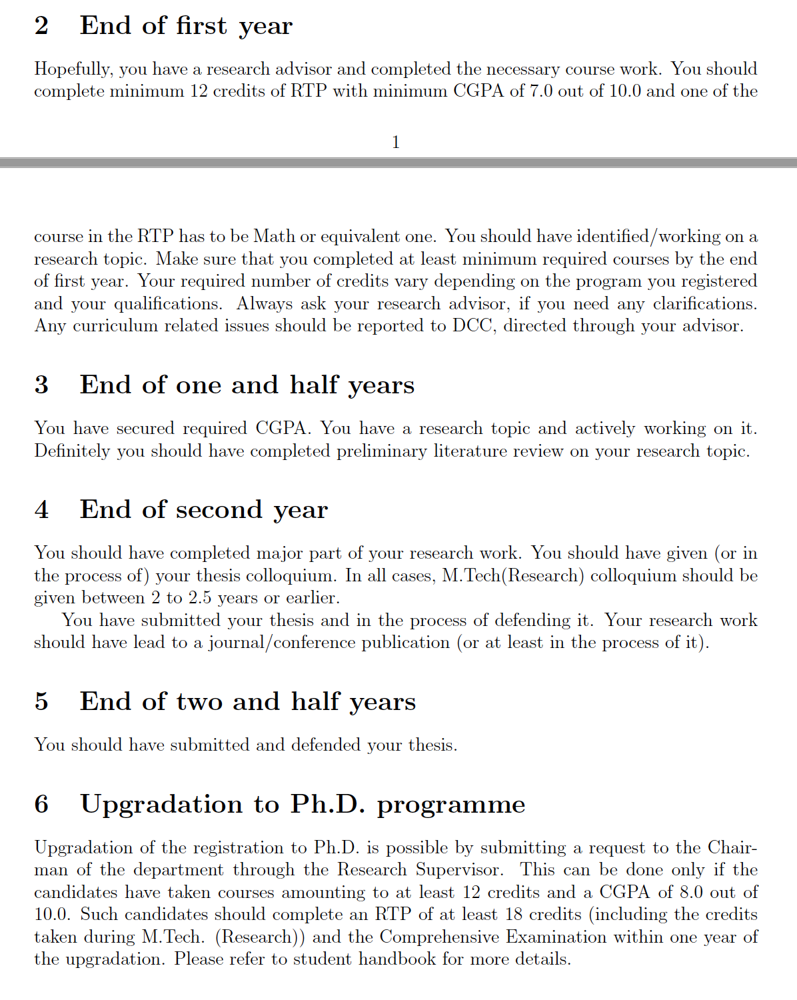 2 End of first year
Hopefully, you have a research advisor and completed the necessary course work. You should
complete minimum 12 credits of RTP with minimum CGPA of 7.0 out of 10.0 and one of the
1
course in the RTP has to be Math or equivalent one. You should have identified/working on a
research topic. Make sure that you completed at least minimum required courses by the end
of first year. Your required number of credits vary depending on the program you registered
and your qualifications. Always ask your research advisor, if you need any clarifications.
Any curriculum related issues should be reported to DCC, directed through your advisor.
3 End of one and half years
You have secured required CGPA. You have a research topic and actively working on it.
Definitely you should have completed preliminary literature review on your research topic.
4 End of second year
You should have completed major part of your research work. You should have given (or in
the process of) your thesis colloquium. In all cases, M.Tech(Research) colloquium should be
given between 2 to 2.5 years or earlier.
You have submitted your thesis and in the process of defending it. Your research work
should have lead to a journal/conference publication (or at least in the process of it).
5 End of two and half years
You should have submitted and defended your thesis.
6 Upgradation to Ph.D. programme
Upgradation of the registration to Ph.D. is possible by submitting a request to the Chair-
man of the department through the Research Supervisor. This can be done only if the
candidates have taken courses amounting to at least 12 credits and a CGPA of 8.0 out of
10.0. Such candidates should complete an RTP of at least 18 credits (including the credits
taken during M.Tech. (Research)) and the Comprehensive Examination within one year of
the upgradation. Please refer to student handbook for more details.